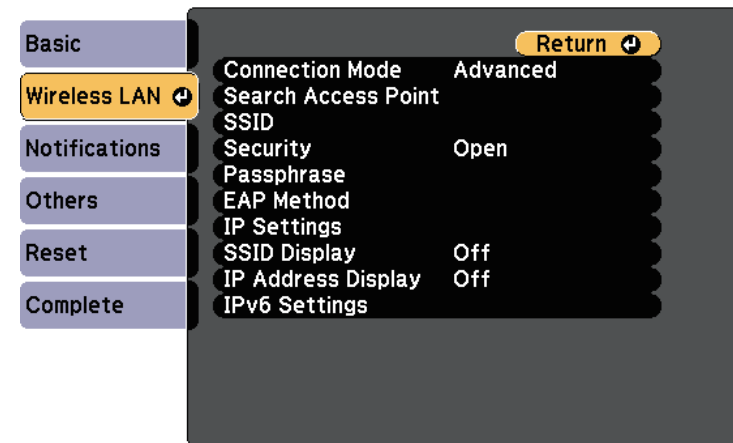 Basic
Wireless LAN
Notifications
Others
Reset
Complete
Return
Connection Mode Advanced
Search Access Point
SSID
Security Open
Passphrase
EAP Method
IP Settings
SSID Display Off
IP Address Display Off
IPv6 Settings